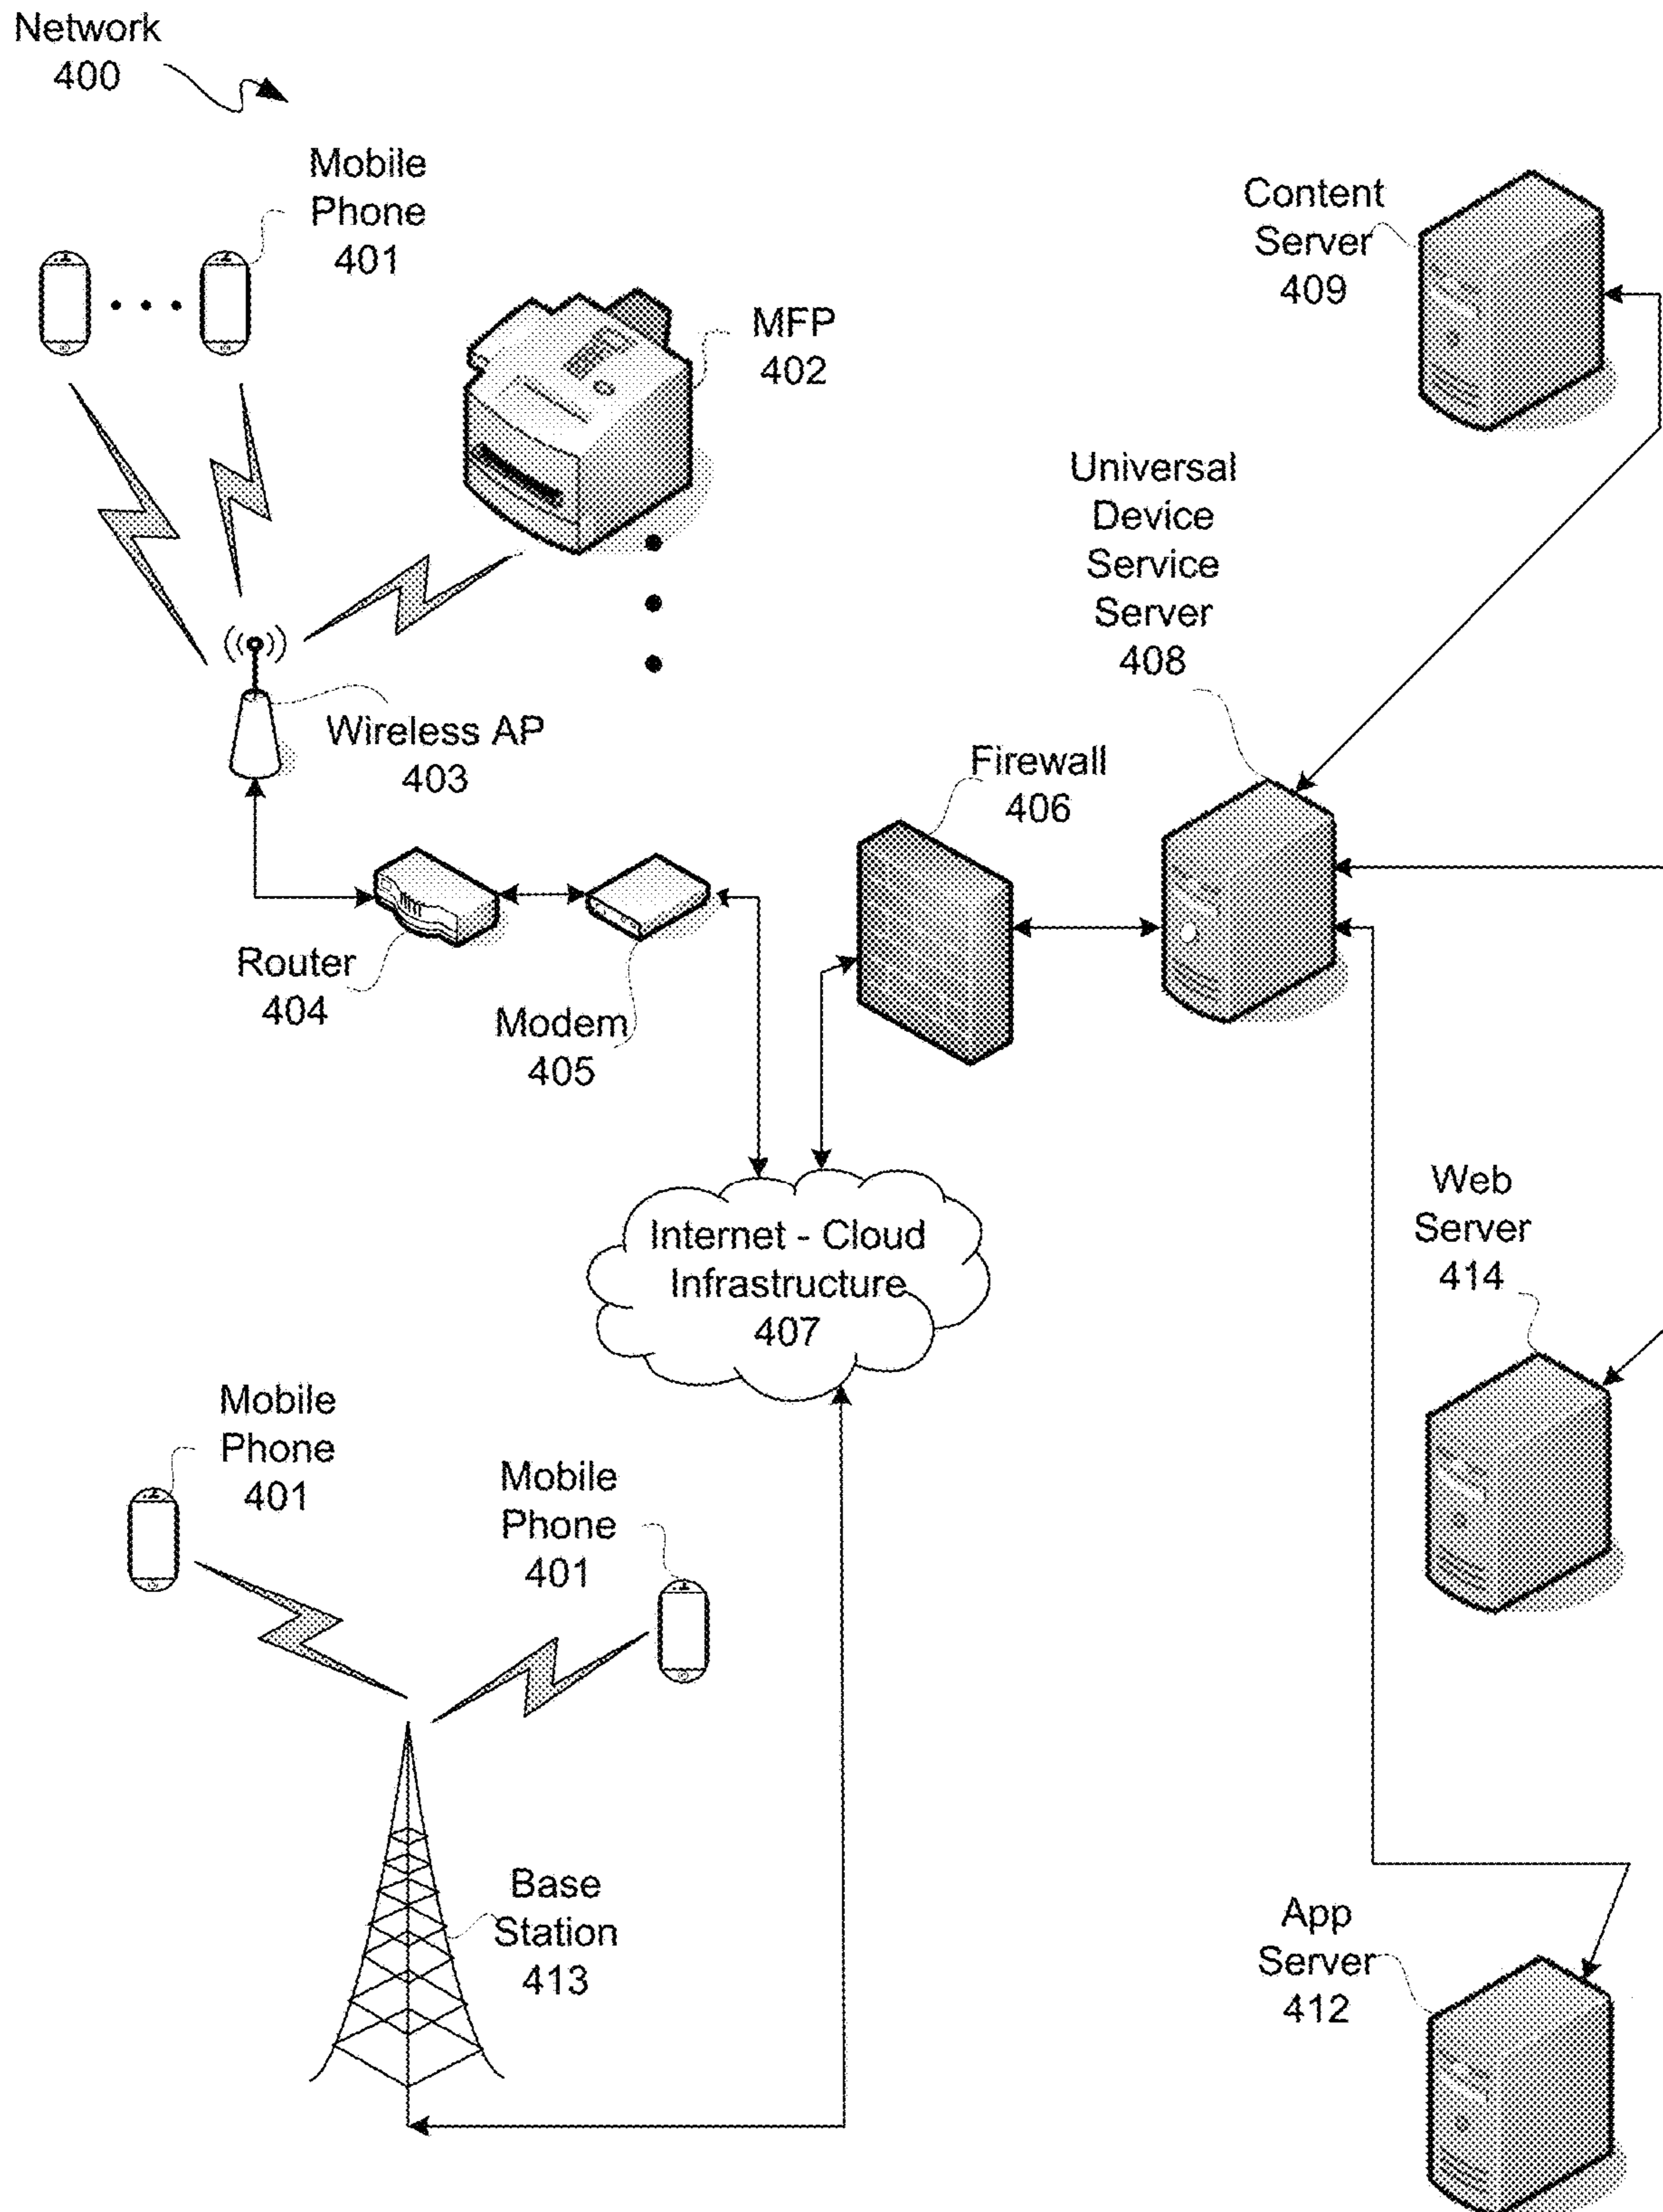 Network
400
Mobile
Phone
401
MFP
402
Content
Server
409
Universal
Device
Service
Server
408
Wireless AP
403
Firewall
406
Router
404
Modem
405
Internet - Cloud
Infrastructure
407
Web
Server
414
Mobile
Phone
401
Mobile
Phone
401
Base
Station
413
App
Server
412